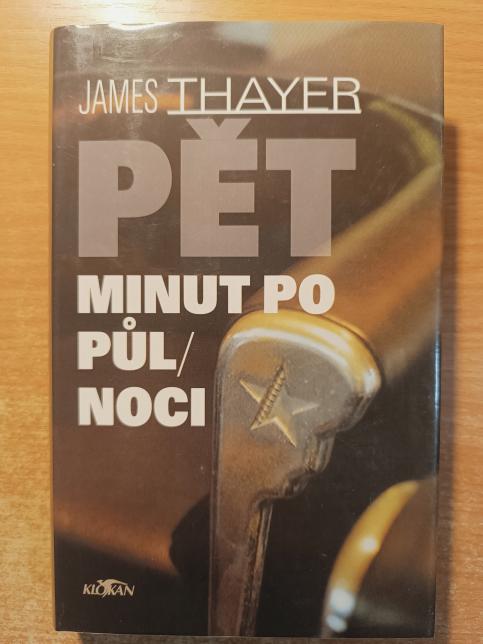 JAMES THAYER
PĚT
MINUT PO
PŮL/
NOCI
KLOKAN